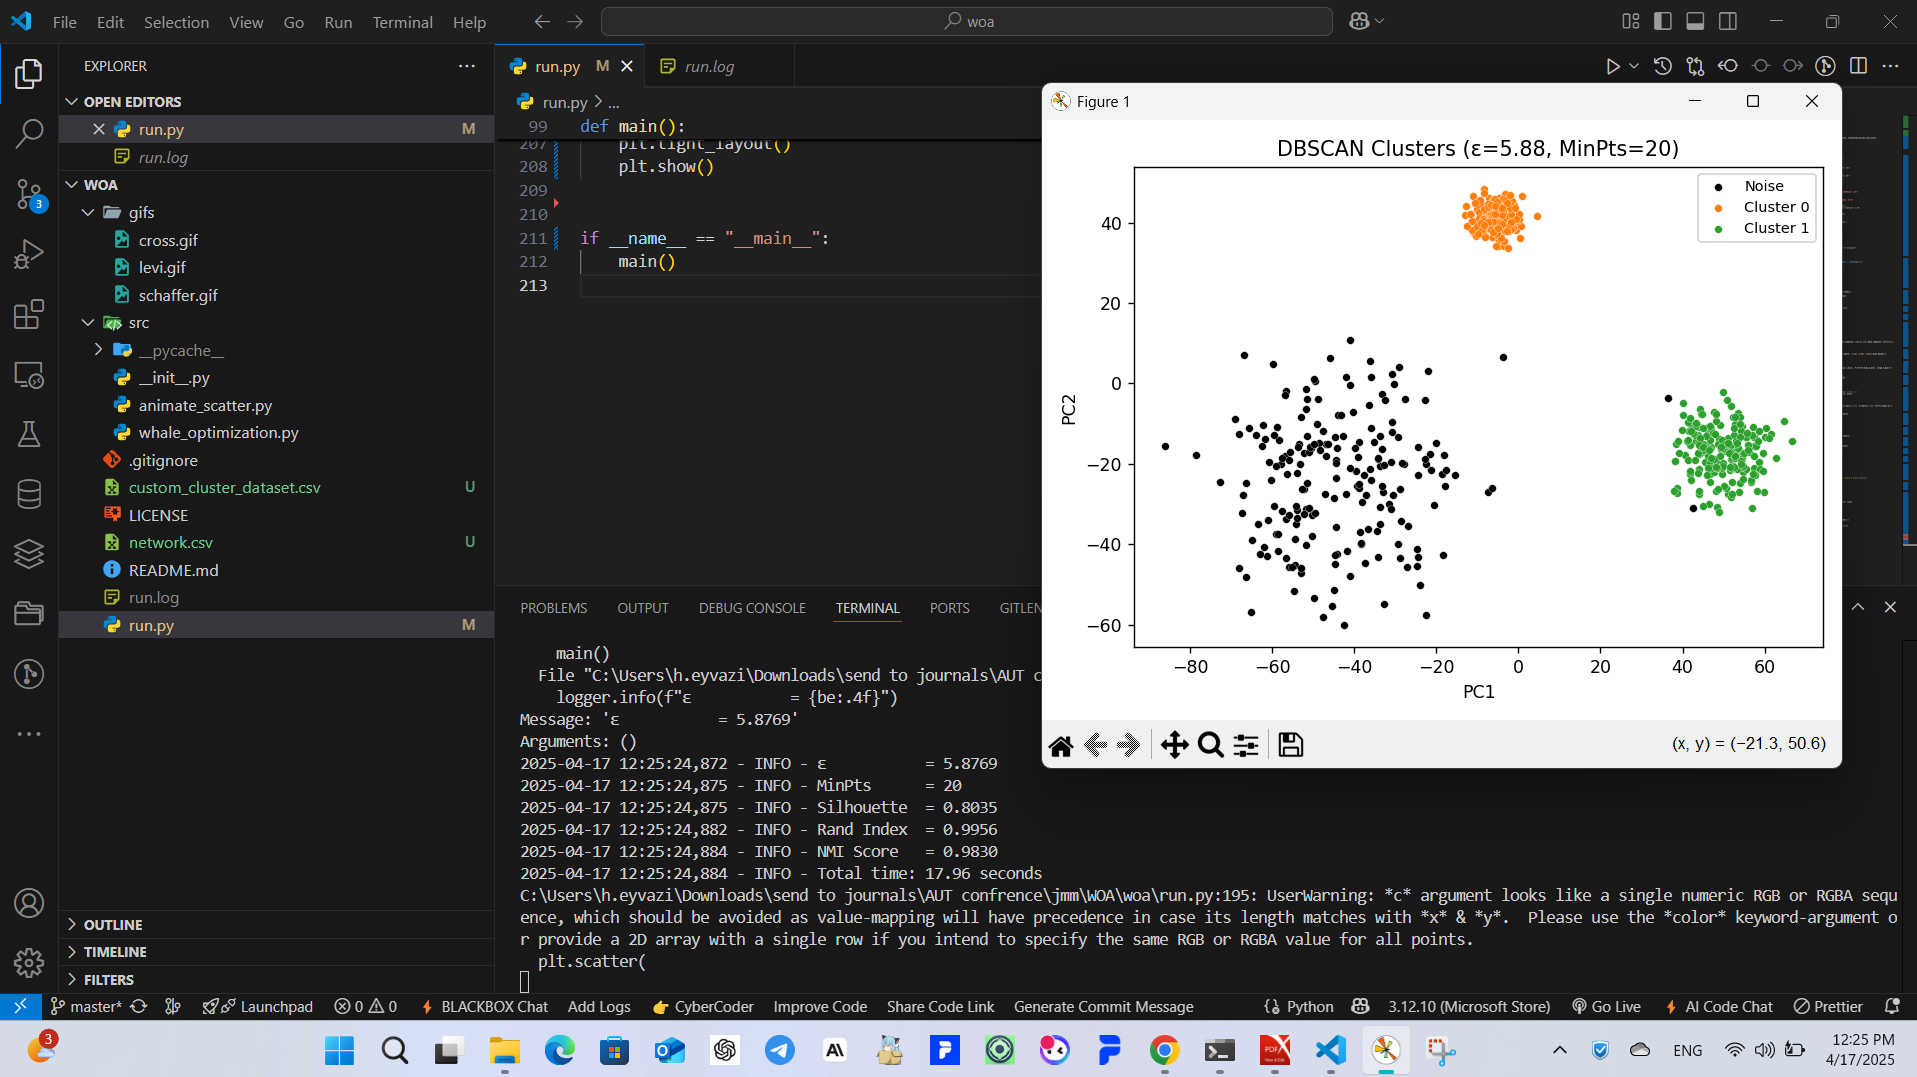 File Edit Selection View Go Run Terminal Help
woa
EXPLORER
OPEN EDITORS
run.py M
run.log
WOA
gifs
cross.gif
levi.gif
schaffer.gif
src
__pycache__
__init__.py
animate_scatter.py
whale_optimization.py
.gitignore
custom_cluster_dataset.csv U
LICENSE
network.csv U
README.md
run.log
run.py M
OUTLINE
TIMELINE
FILTERS
3
run.py M
run.log
run.py > ...
99 def main():
207 plt.tight_layout()
208 plt.show()
209
210
211 if __name__ == "__main__":
212 main()
213
PROBLEMS OUTPUT DEBUG CONSOLE TERMINAL PORTS GITLEN
main()
File "C:\Users\h.eyvazi\Downloads\send to journals\AUT c
logger.info(f"ε = {be:.4f}")
Message: 'ε = 5.8769'
Arguments: ()
2025-04-17 12:25:24,872 - INFO - ε = 5.8769
2025-04-17 12:25:24,875 - INFO - MinPts = 20
2025-04-17 12:25:24,875 - INFO - Silhouette = 0.8035
2025-04-17 12:25:24,882 - INFO - Rand Index = 0.9956
2025-04-17 12:25:24,884 - INFO - NMI Score = 0.9830
2025-04-17 12:25:24,884 - INFO - Total time: 17.96 seconds
C:\Users\h.eyvazi\Downloads\send to journals\AUT confrence\jmm\WOA\woa\run.py:195: UserWarning: *c* argument looks like a single numeric RGB or RGBA sequ
ence, which should be avoided as value-mapping will have precedence in case its length matches with *x* & *y*. Please use the *color* keyword-argument o
r provide a 2D array with a single row if you intend to specify the same RGB or RGBA value for all points.
plt.scatter(
Figure 1
DBSCAN Clusters (ε=5.88, MinPts=20)
Noise
Cluster 0
Cluster 1
40
20
0
−20
−40
−60
PC2
−80 −60 −40 −20 0 20 40 60
PC1
(x, y) = (−21.3, 50.6)
master* Launchpad 0 0 BLACKBOX Chat Add Logs CyberCoder Improve Code Share Code Link Generate Commit Message Python 3.12.10 (Microsoft Store) Go Live AI Code Chat Prettier
3
ENG
12:25 PM
4/17/2025